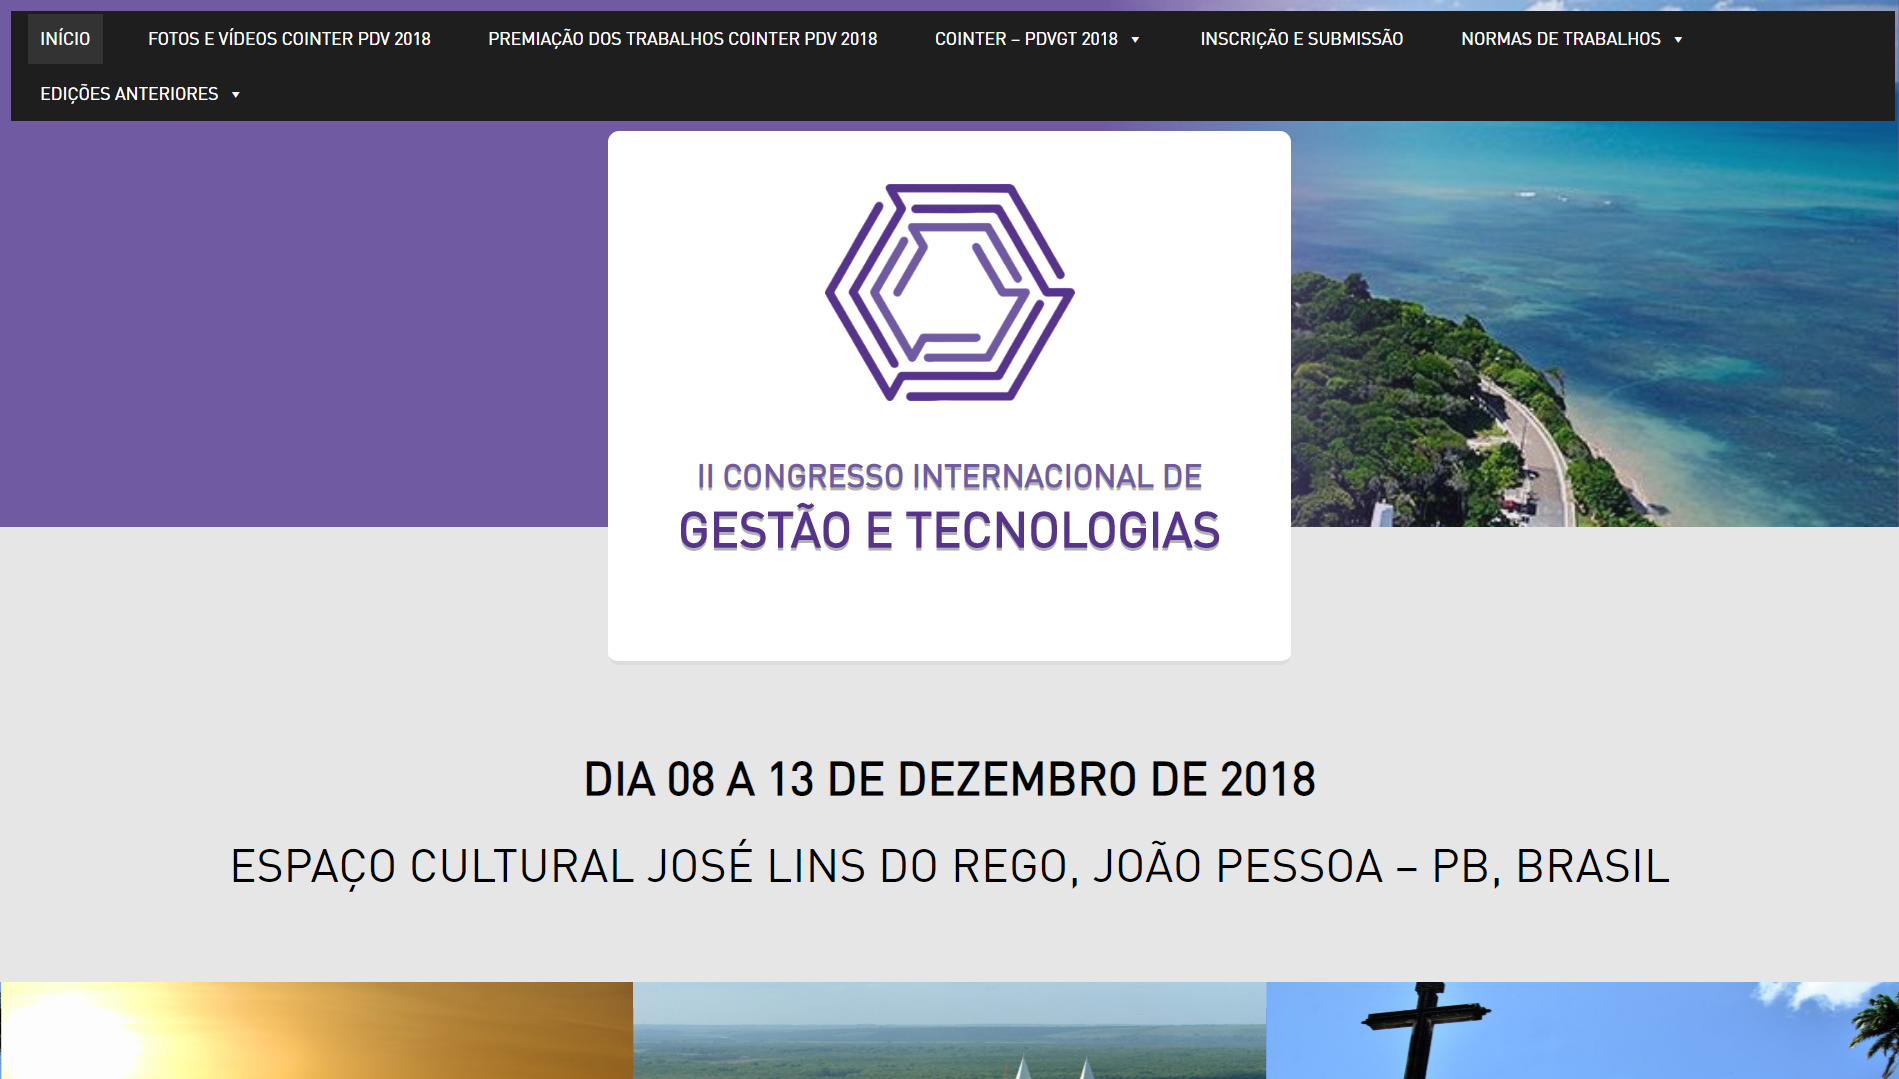 INÍCIO
FOTOS E VÍDEOS COINTER PDV 2018
PREMIAÇÃO DOS TRABALHOS COINTER PDV 2018
COINTER – PDVGT 2018
INSCRIÇÃO E SUBMISSÃO
NORMAS DE TRABALHOS
EDIÇÕES ANTERIORES
II CONGRESSO INTERNACIONAL DE
GESTÃO E TECNOLOGIAS
DIA 08 A 13 DE DEZEMBRO DE 2018
ESPAÇO CULTURAL JOSÉ LINS DO REGO, JOÃO PESSOA – PB, BRASIL